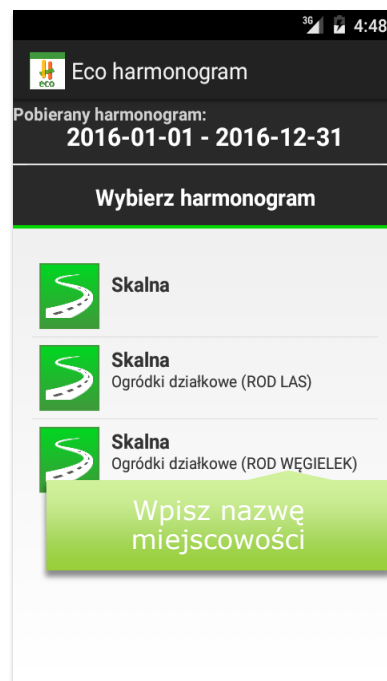 3G 4:48
eco
Eco harmonogram
Pobierany harmonogram:
2016-01-01 - 2016-12-31
Wybierz harmonogram
Skalna
Skalna
Ogródki działkowe (ROD LAS)
Skalna
Ogródki działkowe (ROD WĘGIELEK)
Wpisz nazwę
miejscowości